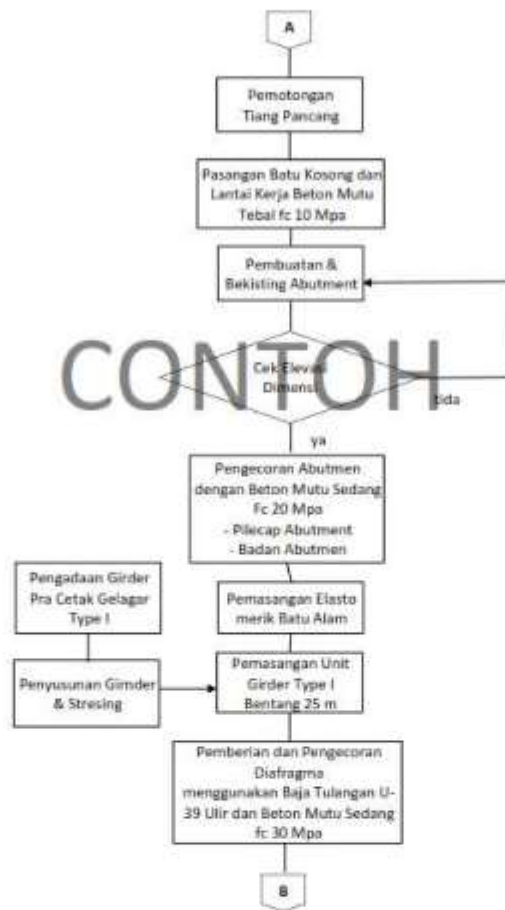 A
Pemotongan
Tiang Pancang
Pasangan Batu Kosong dan
Lantai Kerja Beton Mutu
Tebal fc 10 Mpa
Pembuatan &
Bekisting Abutment
CONTOH
Cek Elevasi
Dimensi
tida
ya
Pengecoran Abutmen
dengan Beton Mutu Sedang
Fc 20 Mpa
- Pilecap Abutment
- Badan Abutmen
Pengadaan Girder
Pra Cetak Gelagar
Type I
Pemasangan Elasto
merik Batu Alam
Penyusunan Gimder
& Stresing
Pemasangan Unit
Girder Type I
Bentang 25 m
Pemberian dan Pengecoran
Diafragma
menggunakan Baja Tulangan U-
39 Ulir dan Beton Mutu Sedang
fc 30 Mpa
B